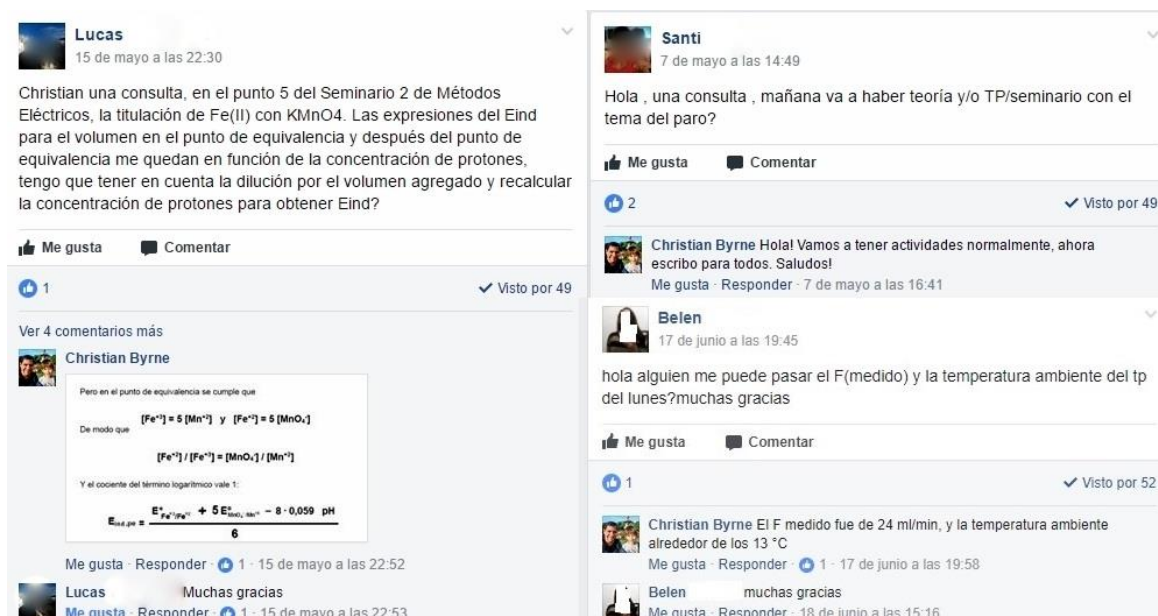 Lucas
15 de mayo a las 22:30
Christian una consulta, en el punto 5 del Seminario 2 de Métodos
Eléctricos, la titulación de Fe(II) con KMnO4. Las expresiones del Eind
para el volumen en el punto de equivalencia y después del punto de
equivalencia me quedan en función de la concentración de protones,
tengo que tener en cuenta la dilución por el volumen agregado y recalcular
la concentración de protones para obtener Eind?
Me gusta Comentar
1 Visto por 49
Ver 4 comentarios más
Christian Byrne
Pero en el punto de equivalencia se cumple que
[Fe⁺³] = 5 [Mn⁺²] y [Fe⁺²] = 5 [MnO₄⁻]
De modo que
[Fe⁺²] / [Fe⁺³] = [MnO₄⁻] / [Mn⁺²]
Y el cociente del término logarítmico vale 1:
E ind,pe = E° Fe⁺³/Fe⁺² + 5 E° MnO₄⁻/Mn⁺² – 8 · 0,059 pH
6
Me gusta · Responder · 1 · 15 de mayo a las 22:52
Lucas Muchas gracias
Me gusta · Responder · 1 · 15 de mayo a las 22:53
Santi
7 de mayo a las 14:49
Hola , una consulta , mañana va a haber teoría y/o TP/seminario con el
tema del paro?
Me gusta Comentar
2 Visto por 49
Christian Byrne Hola! Vamos a tener actividades normalmente, ahora
escribo para todos. Saludos!
Me gusta · Responder · 7 de mayo a las 16:41
Belen
17 de junio a las 19:45
hola alguien me puede pasar el F(medido) y la temperatura ambiente del tp
del lunes?muchas gracias
Me gusta Comentar
1 Visto por 52
Christian Byrne El F medido fue de 24 ml/min, y la temperatura ambiente
alrededor de los 13 °C
Me gusta · Responder · 1 · 17 de junio a las 19:58
Belen muchas gracias
Me gusta · Responder · 18 de junio a las 15:16